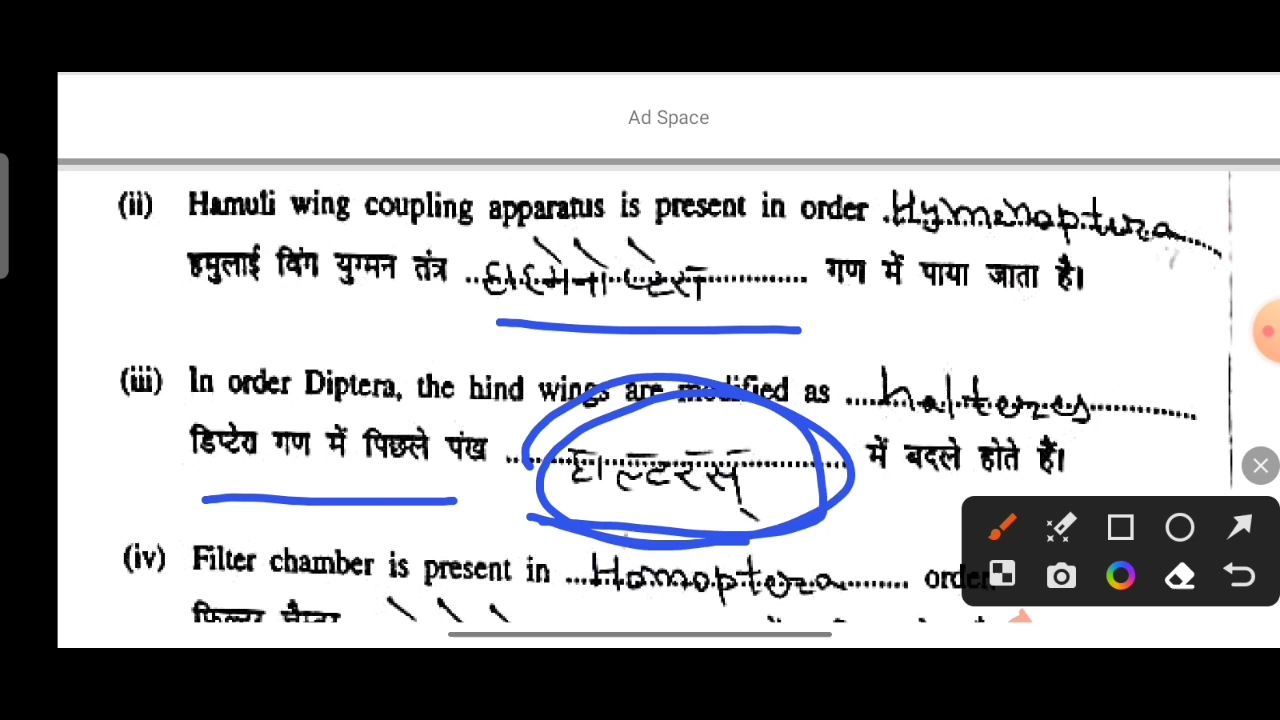 Ad Space
(ii) Hamuli wing coupling apparatus is present in order Hymenoptera
हमुलाई विंग युग्मन तंत्र ..हाइमेनोप्टेरा.......... गण में पाया जाता है।
(iii) In order Diptera, the hind wings are modified as ....halteres..........
डिप्टेरा गण में पिछले पंख ......हाल्टेरेस्.......... में बदले होते हैं।
(iv) Filter chamber is present in ...Homoptera....... order.